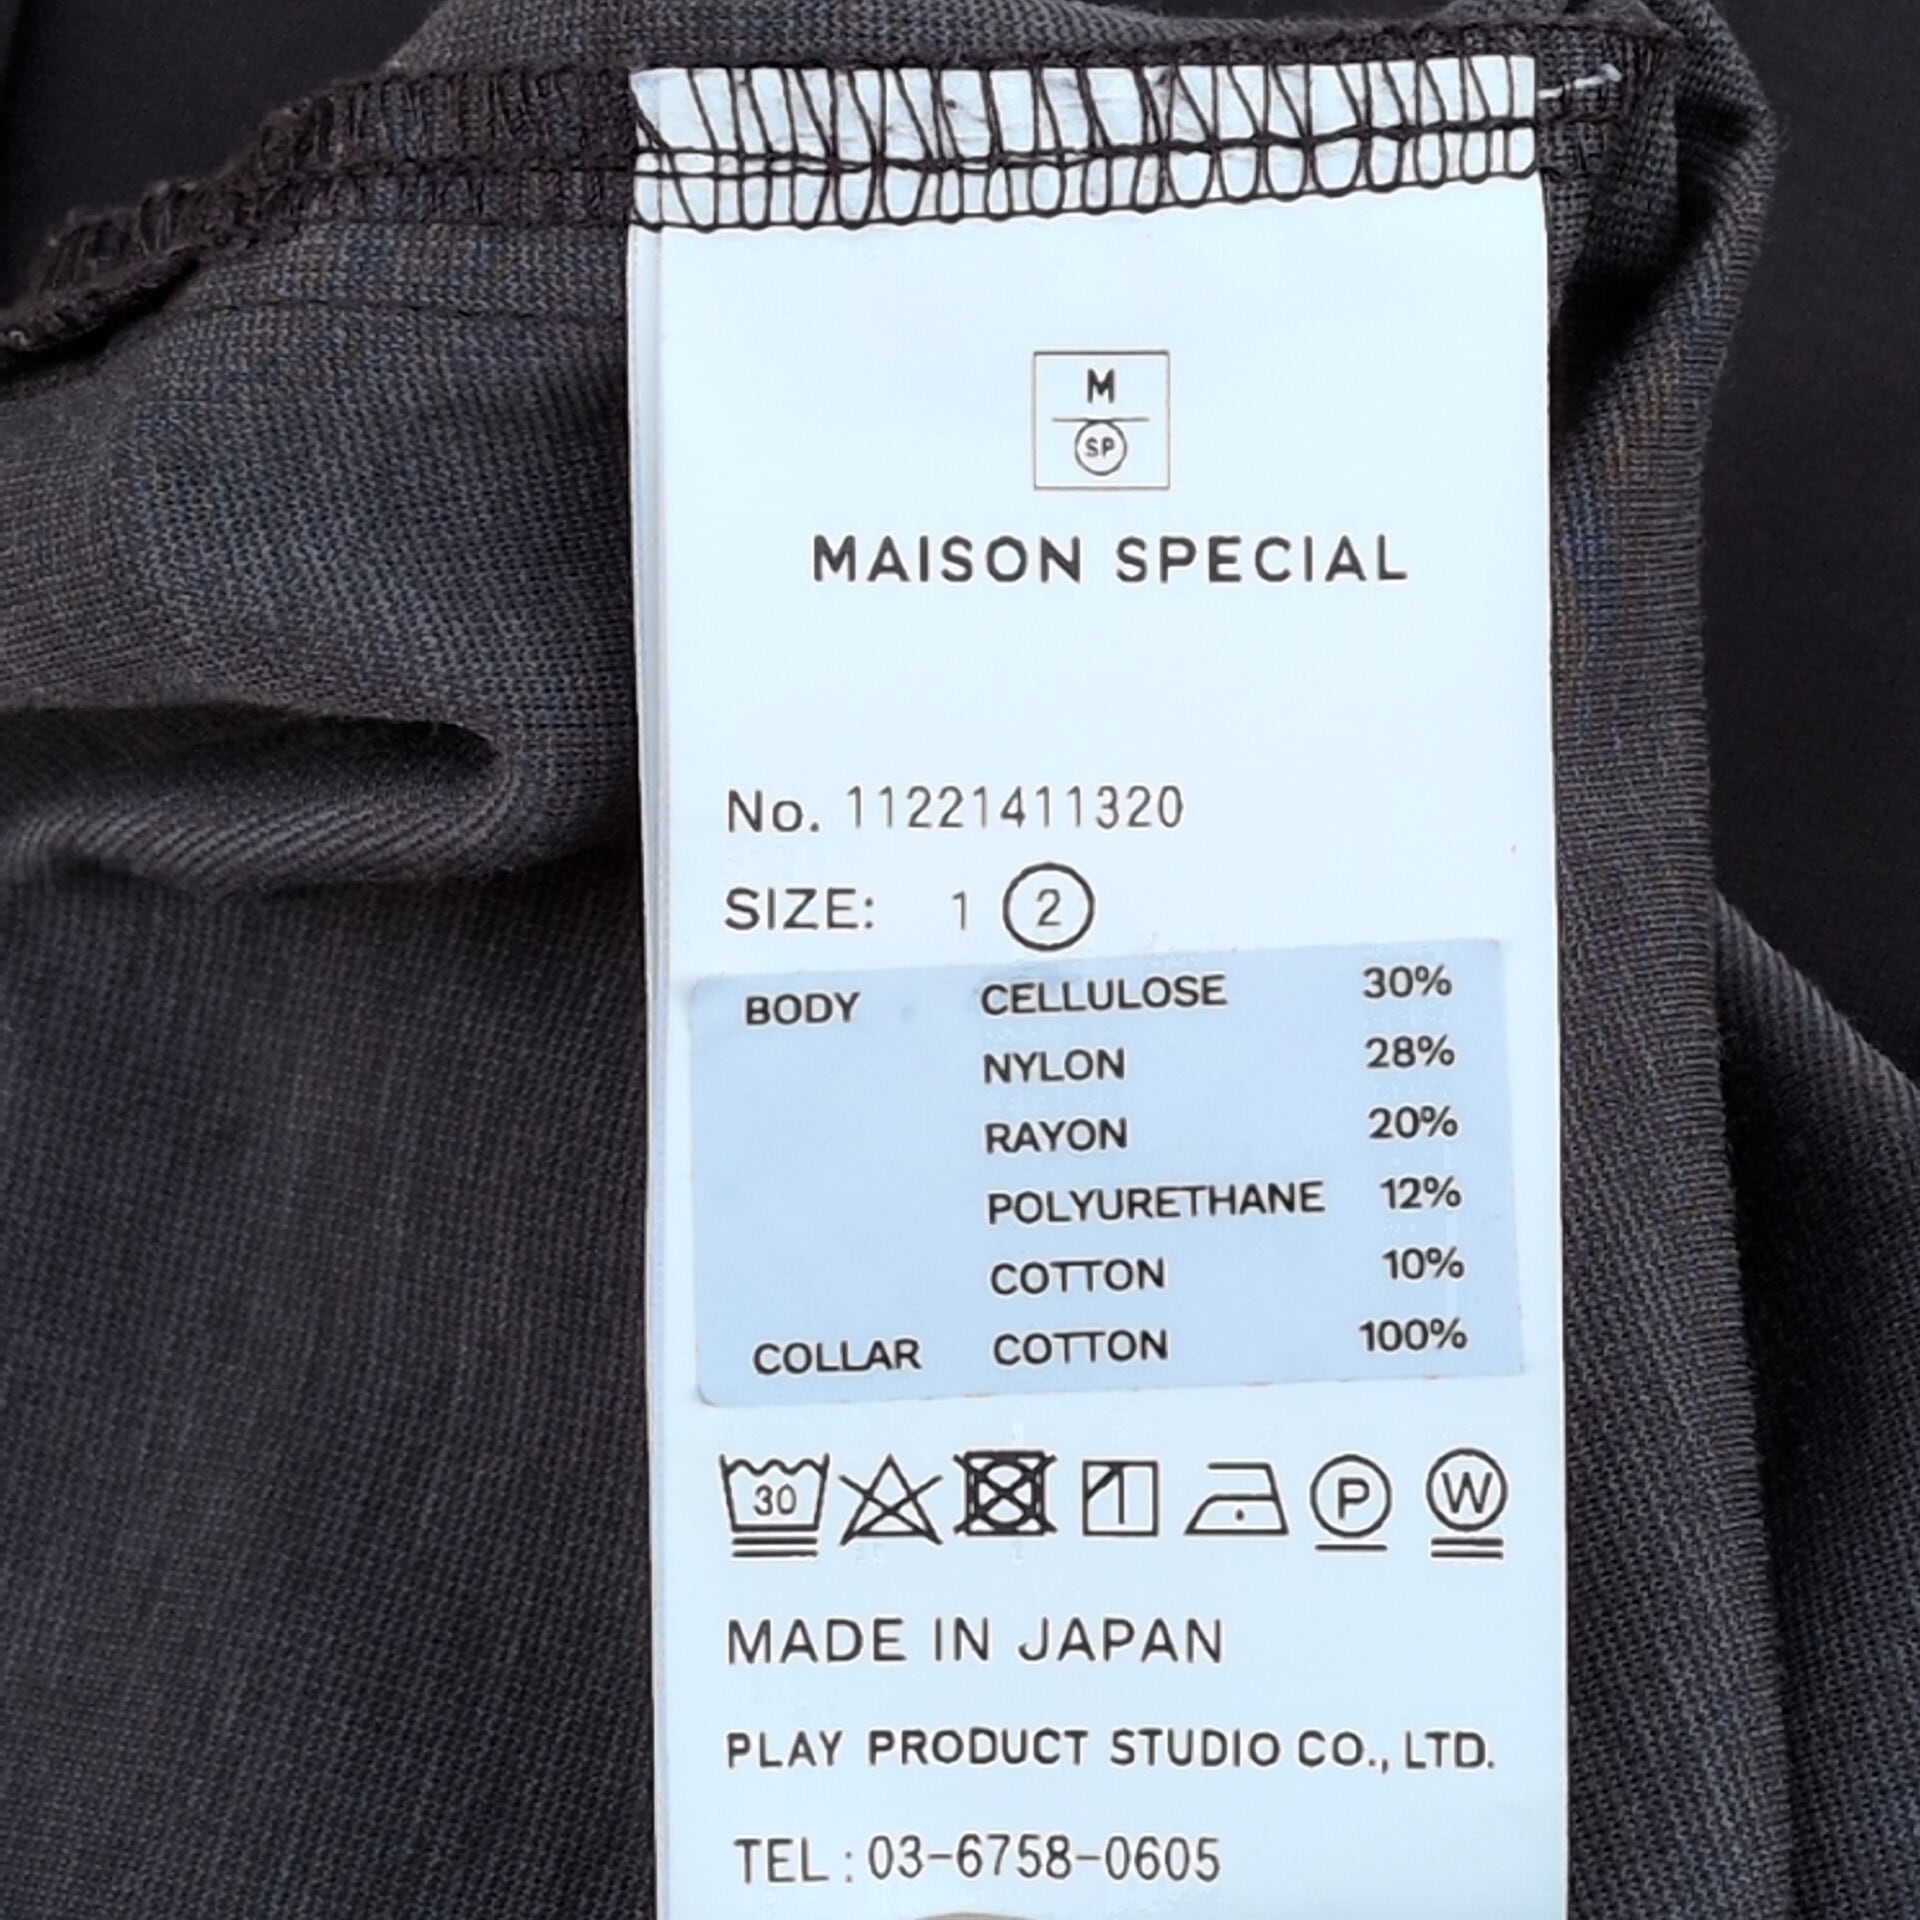 M
SP
MAISON SPECIAL
No. 11221411320
SIZE: 1 2
BODY CELLULOSE 30%
NYLON 28%
RAYON 20%
POLYURETHANE 12%
COTTON 10%
COLLAR COTTON 100%
30 P W
MADE IN JAPAN
PLAY PRODUCT STUDIO CO., LTD.
TEL : 03-6758-0605